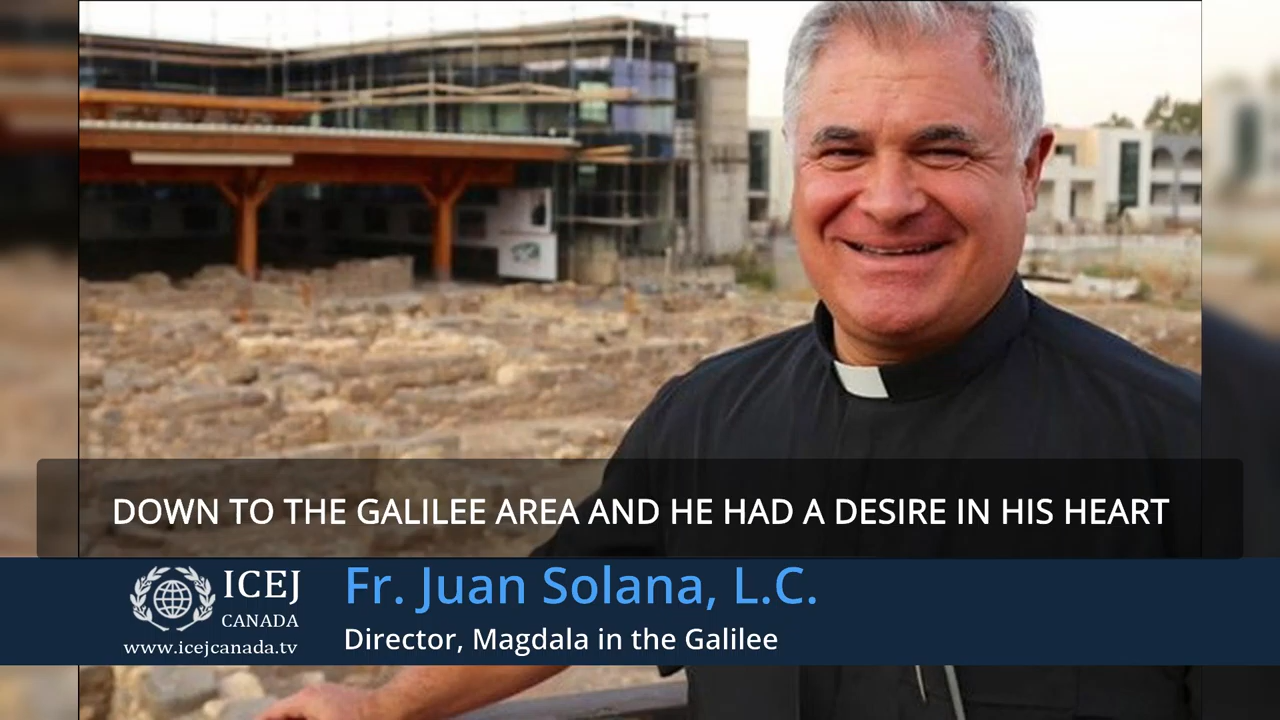 DOWN TO THE GALILEE AREA AND HE HAD A DESIRE IN HIS HEART
ICEJ
CANADA
www.icejcanada.tv
Fr. Juan Solana, L.C.
Director, Magdala in the Galilee